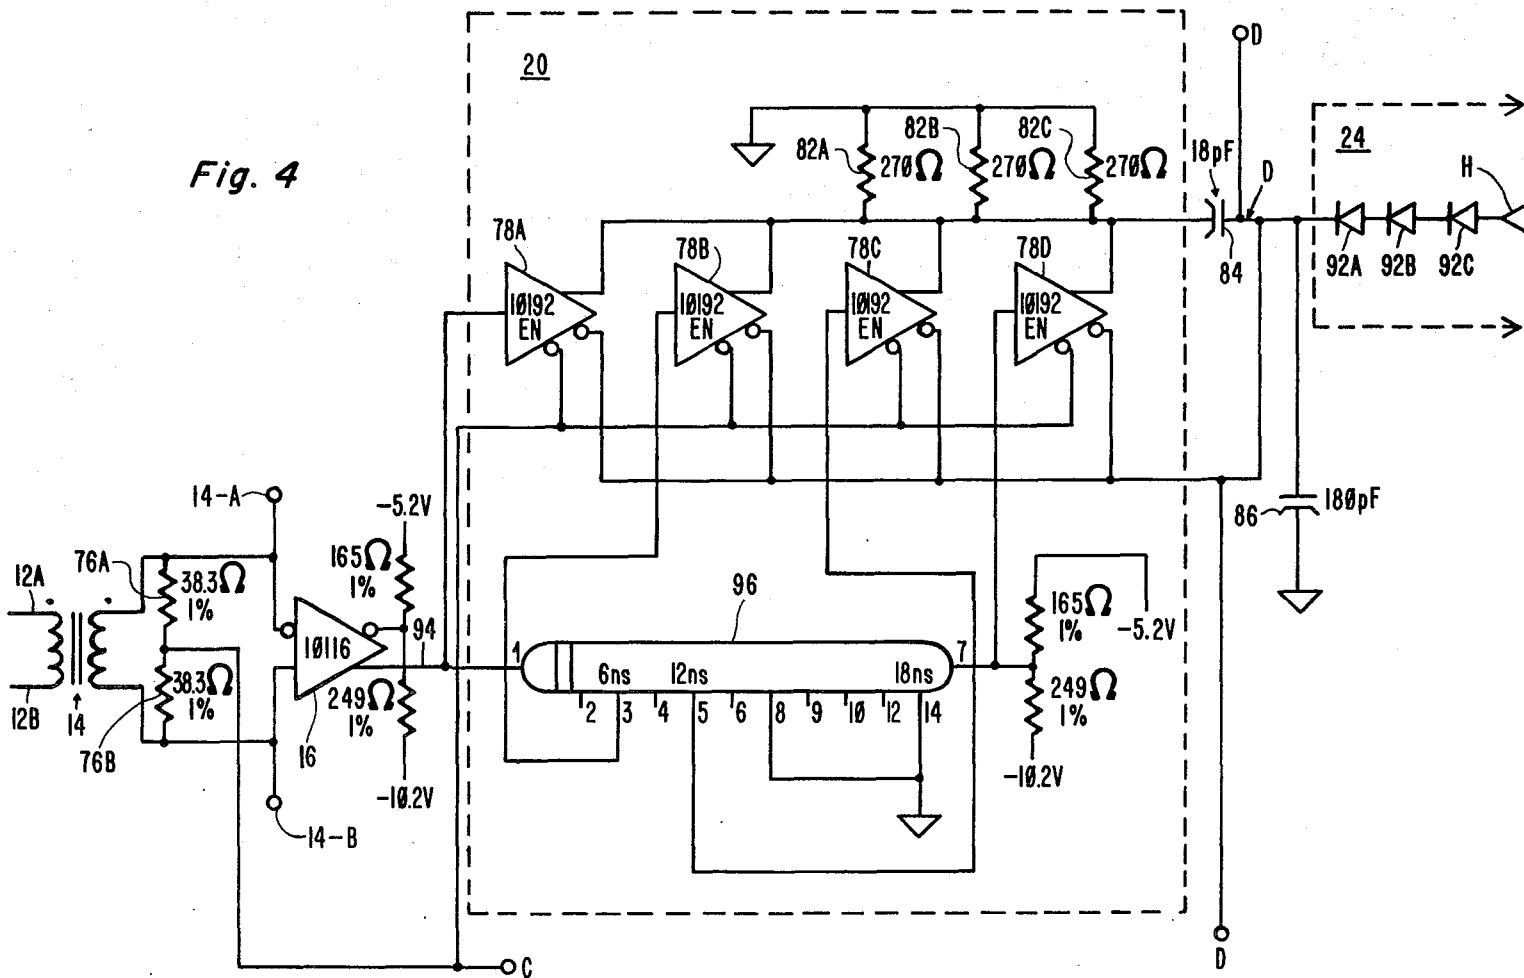 Fig. 4
20
D
24
82A
270Ω
82B
270Ω
82C
270Ω
18pF
D
H
84
92A
92B
92C
78A
10192
EN
78B
10192
EN
78C
10192
EN
78D
10192
EN
86
180pF
14-A
-5.2V
76A
38.3Ω
1%
165Ω
1%
12A
12B
14
38.3Ω
1%
76B
10116
16
94
249Ω
1%
-10.2V
14-B
96
1
6ns
12ns
18ns
7
2
3
4
5
6
8
9
10
12
14
165Ω
1%
-5.2V
249Ω
1%
-10.2V
C
D